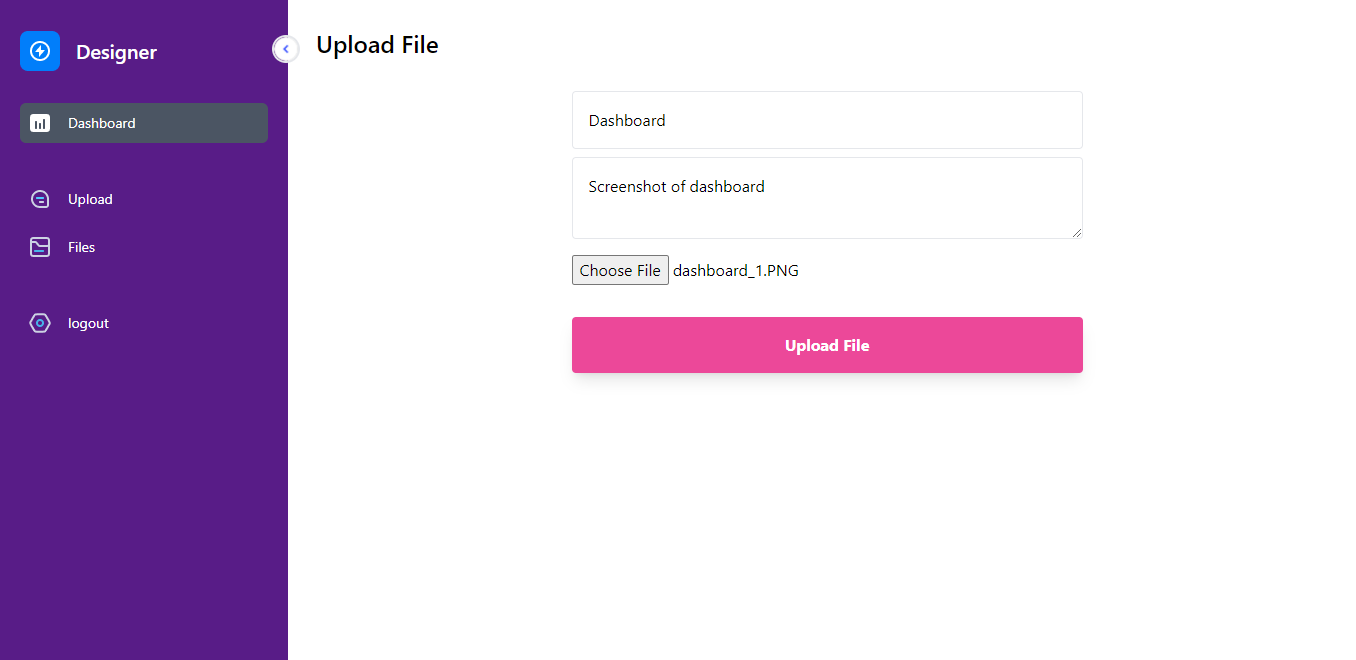 Designer
Dashboard
Upload
Files
logout
Upload File
Dashboard
Screenshot of dashboard
Choose File dashboard_1.PNG
Upload File